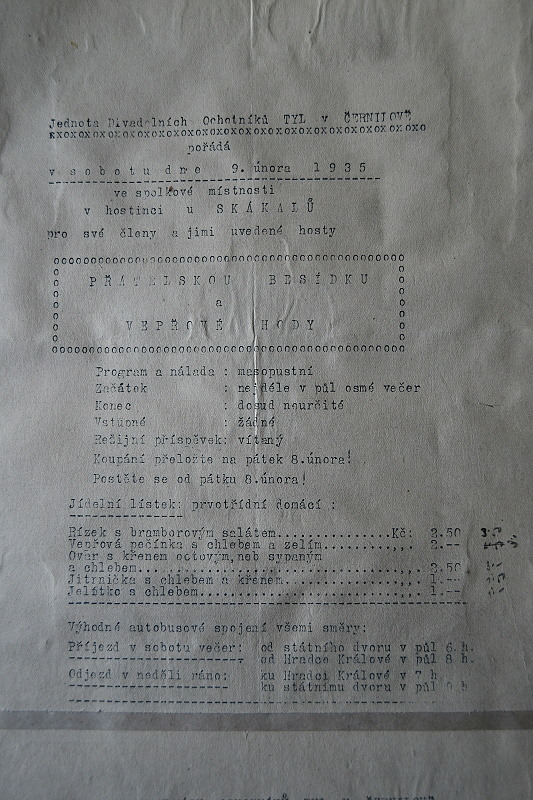 Jednota Divadelních Ochotníků TYL v ČERNILOVĚ
xxoxoxoxoxoxoxoxoxoxoxoxoxoxoxoxoxoxoxoxoxoxoxoxoxo
pořádá
v sobotu dne 9. února 1935
ve spolkové místnosti
v hostinci u SKÁKALŮ
pro své členy a jimi uvedené hosty
PŘÁTELSKOU BESÍDKU
a
VEPŘOVÉ HODY
Program a nálada : masopustní
Začátek : nejdéle v půl osmé večer
Konec : dosud neurčité
Vstupné : žádné
Režijní příspěvek: vítaný
Koupání přeložte na pátek 8.února!
Postěte se od pátku 8.února!
Jídelní lístek: prvotřídní domácí :
Řízek s bramborovým salátem................Kč: 3.50
Vepřová pečínka s chlebem a zelím..........,,. 2.--
Ovar s křenem octovým,neb sypaným
a chlebem..................................,,. 2.50
Jitrnička s chlebem a křenem...............,,. 1.--
Jelítko s chlebem..........................,,. 1.--
Výhodné autobusové spojení všemi směry:
Příjezd v sobotu večer: od státního dvoru v půl 6.h.
od Hradce Králové v půl 8 h.
Odjezd v neděli ráno: ku Hradci Králové v 7 h
ku státnímu dvoru v půl 9 h